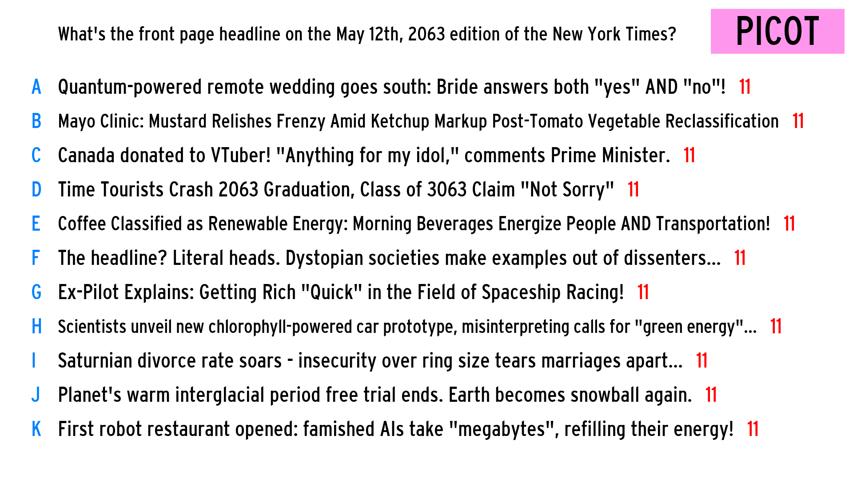 What's the front page headline on the May 12th, 2063 edition of the New York Times?
PICOT
A Quantum-powered remote wedding goes south: Bride answers both "yes" AND "no"! 11
B Mayo Clinic: Mustard Relishes Frenzy Amid Ketchup Markup Post-Tomato Vegetable Reclassification 11
C Canada donated to VTuber! "Anything for my idol," comments Prime Minister. 11
D Time Tourists Crash 2063 Graduation, Class of 3063 Claim "Not Sorry" 11
E Coffee Classified as Renewable Energy: Morning Beverages Energize People AND Transportation! 11
F The headline? Literal heads. Dystopian societies make examples out of dissenters... 11
G Ex-Pilot Explains: Getting Rich "Quick" in the Field of Spaceship Racing! 11
H Scientists unveil new chlorophyll-powered car prototype, misinterpreting calls for "green energy"... 11
I Saturnian divorce rate soars - insecurity over ring size tears marriages apart... 11
J Planet's warm interglacial period free trial ends. Earth becomes snowball again. 11
K First robot restaurant opened: famished AIs take "megabytes", refilling their energy! 11